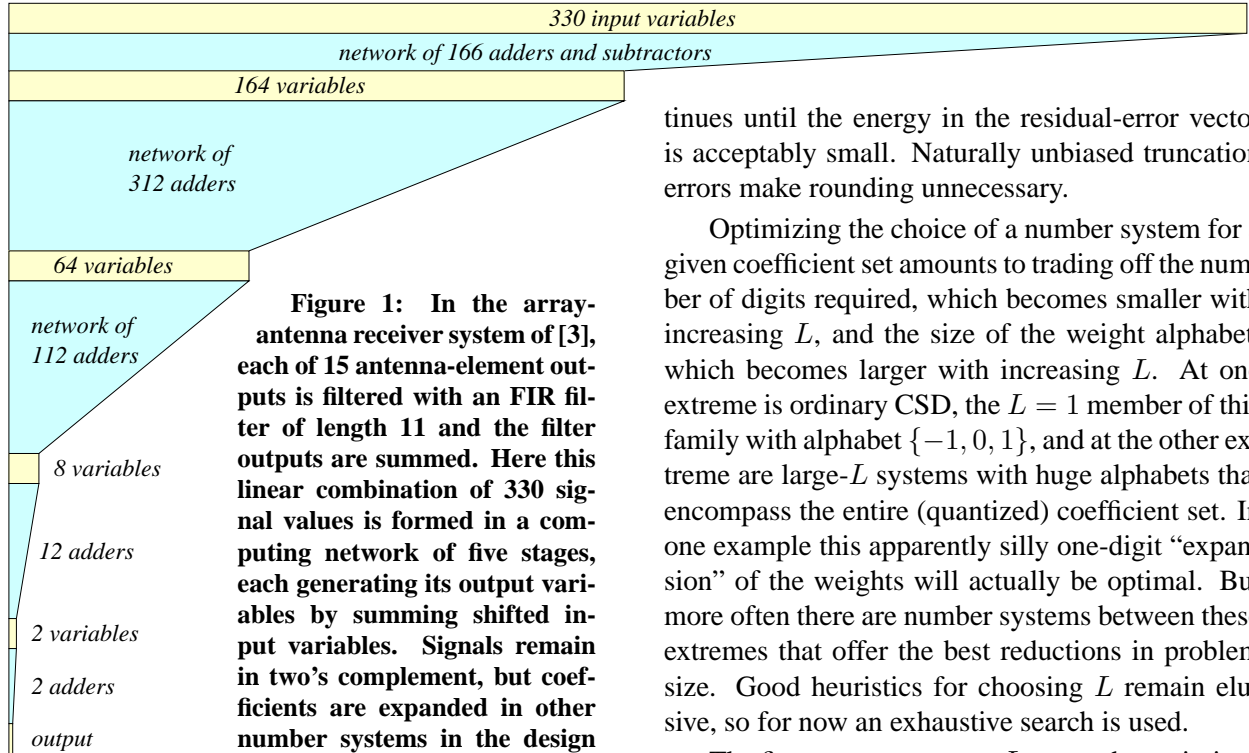 330 input variables
network of 166 adders and subtractors
164 variables
network of
312 adders
64 variables
network of
112 adders
8 variables
12 adders
2 variables
2 adders
output
Figure 1: In the array-
antenna receiver system of [3],
each of 15 antenna-element out-
puts is filtered with an FIR fil-
ter of length 11 and the filter
outputs are summed. Here this
linear combination of 330 sig-
nal values is formed in a com-
puting network of five stages,
each generating its output vari-
ables by summing shifted in-
put variables. Signals remain
in two's complement, but coef-
ficients are expanded in other
number systems in the design
tinues until the energy in the residual-error vecto
is acceptably small. Naturally unbiased truncation
errors make rounding unnecessary.
Optimizing the choice of a number system for
given coefficient set amounts to trading off the num
ber of digits required, which becomes smaller with
increasing L, and the size of the weight alphabet
which becomes larger with increasing L. At on
extreme is ordinary CSD, the L = 1 member of thi
family with alphabet {−1, 0, 1}, and at the other ex
treme are large-L systems with huge alphabets tha
encompass the entire (quantized) coefficient set. I
one example this apparently silly one-digit “expan
sion” of the weights will actually be optimal. Bu
more often there are number systems between thes
extremes that offer the best reductions in problem
size. Good heuristics for choosing L remain elu
sive, so for now an exhaustive search is used.